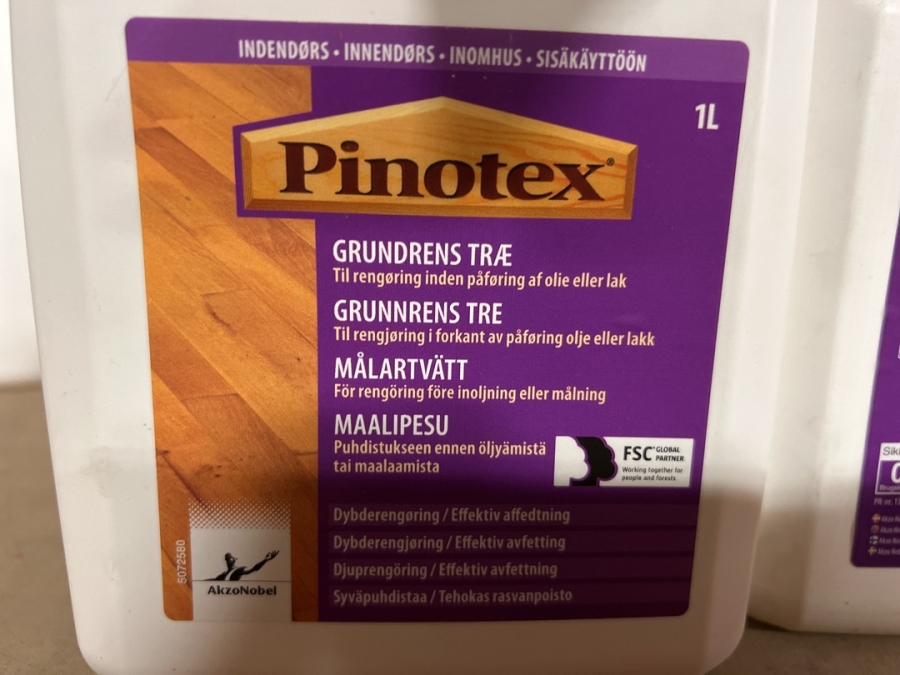 INDENDØRS • INNENDØRS • INOMHUS • SISÄKÄYTTÖÖN
1L
Pinotex®
GRUNDRENS TRÆ
Til rengøring inden påføring af olie eller lak
GRUNNRENS TRE
Til rengjøring i forkant av påføring olje eller lakk
MÅLARTVÄTT
För rengöring före inoljning eller målning
MAALIPESU
Puhdistukseen ennen öljyämistä
tai maalaamista
FSC® GLOBAL
PARTNER
Working together for
people and forests
Dybderengøring / Effektiv affedtning
Dybderengjøring / Effektiv avfetting
Djuprengöring / Effektiv avfettning
Syväpuhdistaa / Tehokas rasvanpoisto
5072580
AkzoNobel